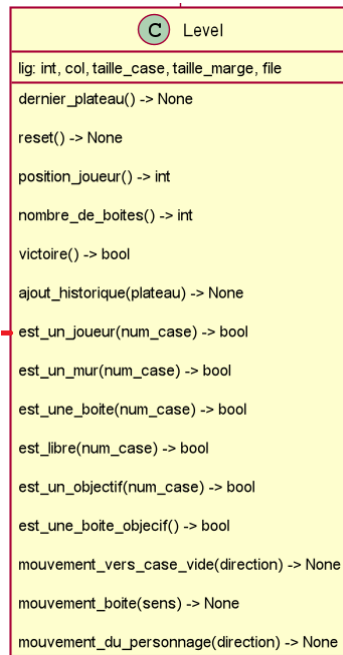 C Level
lig: int, col, taille_case, taille_marge, file
dernier_plateau() -> None
reset() -> None
position_joueur() -> int
nombre_de_boites() -> int
victoire() -> bool
ajout_historique(plateau) -> None
est_un_joueur(num_case) -> bool
est_un_mur(num_case) -> bool
est_une_boite(num_case) -> bool
est_libre(num_case) -> bool
est_un_objectif(num_case) -> bool
est_une_boite_objecif() -> bool
mouvement_vers_case_vide(direction) -> None
mouvement_boite(sens) -> None
mouvement_du_personnage(direction) -> None